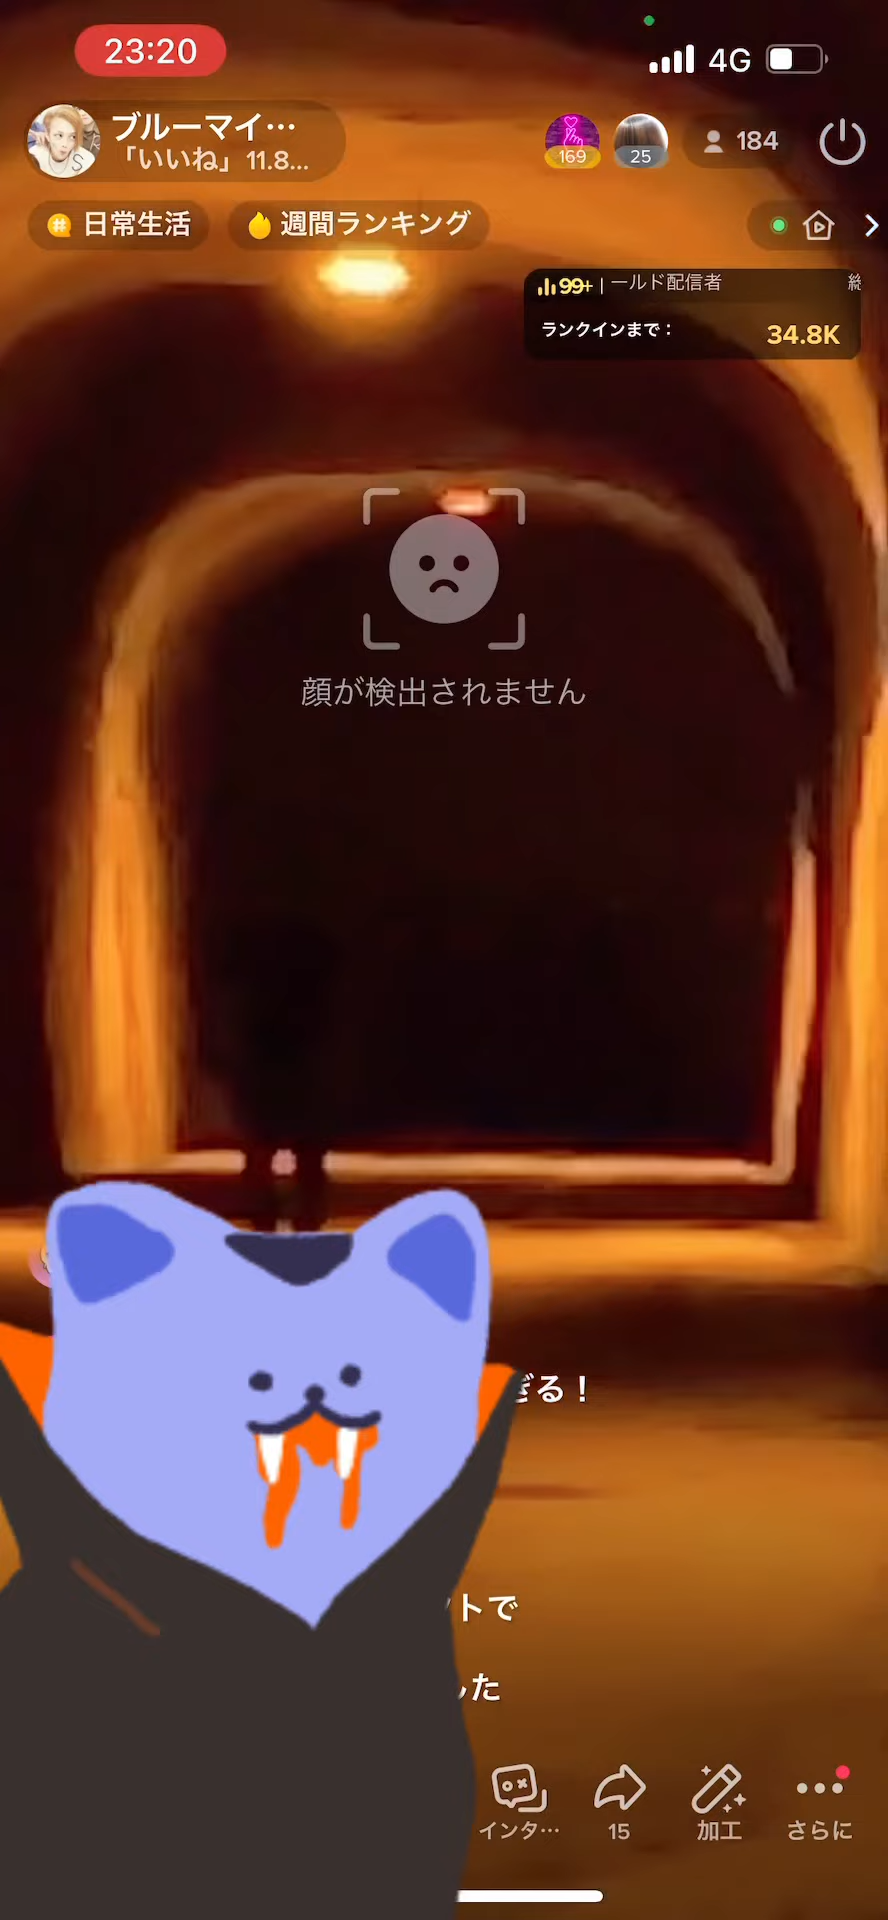 23:20
4G
ブルーマイ…
「いいね」11.8...
169
25
184
日常生活
週間ランキング
99+ | ールド配信者
ランクインまで：
34.8K
顔が検出されません
ぎる！
トで
した
インタ…
15
加工
さらに